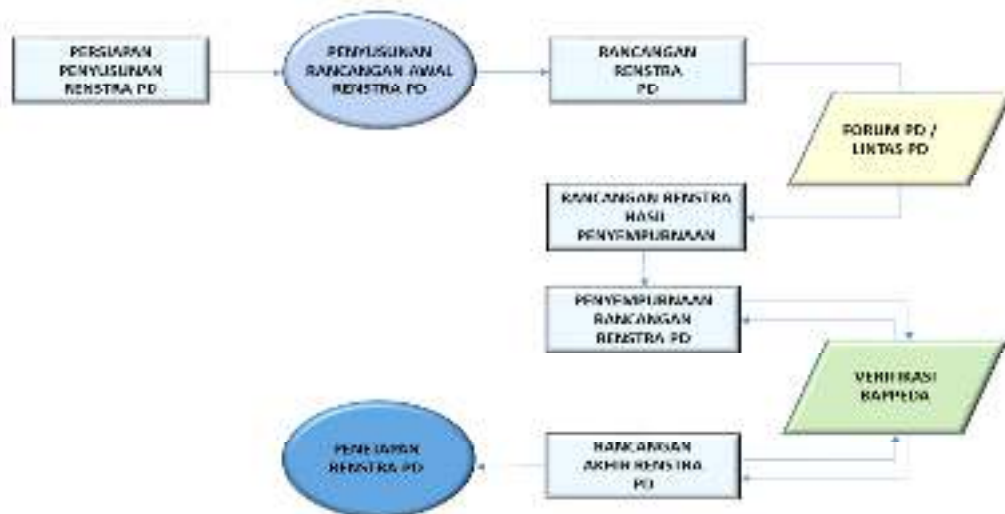 PERSIAPAN
PENYUSUNAN
RENSTRA PD
PENYUSUNAN
RANCANGAN AWAL
RENSTRA PD
RANCANGAN
RENSTRA
PD
FORUM PD /
LINTAS PD
RANCANGAN RENSTRA
HASIL
PENYEMPURNAAN
PENYEMPURNAAN
RANCANGAN
RENSTRA PD
VERIFIKASI
BAPPEDA
RANCANGAN
AKHIR RENSTRA
PD
PENETAPAN
RENSTRA PD